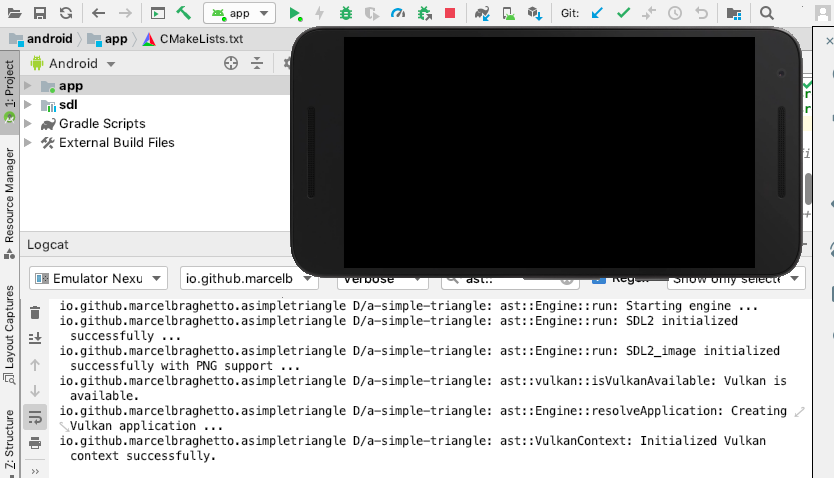 app
Git:
android
app
CMakeLists.txt
1: Project
Android
app
sdl
Gradle Scripts
External Build Files
Resource Manager
Logcat
Emulator Nexu
io.github.marcelb
Verbose
ast::
Regex
Show only selecte
Layout Captures
Z: Structure
io.github.marcelbraghetto.asimpletriangle D/a-simple-triangle: ast::Engine::run: Starting engine ...
io.github.marcelbraghetto.asimpletriangle D/a-simple-triangle: ast::Engine::run: SDL2 initialized
successfully ...
io.github.marcelbraghetto.asimpletriangle D/a-simple-triangle: ast::Engine::run: SDL2_image initialized
successfully with PNG support ...
io.github.marcelbraghetto.asimpletriangle D/a-simple-triangle: ast::vulkan::isVulkanAvailable: Vulkan is
available.
io.github.marcelbraghetto.asimpletriangle D/a-simple-triangle: ast::Engine::resolveApplication: Creating
Vulkan application ...
io.github.marcelbraghetto.asimpletriangle D/a-simple-triangle: ast::VulkanContext: Initialized Vulkan
context successfully.